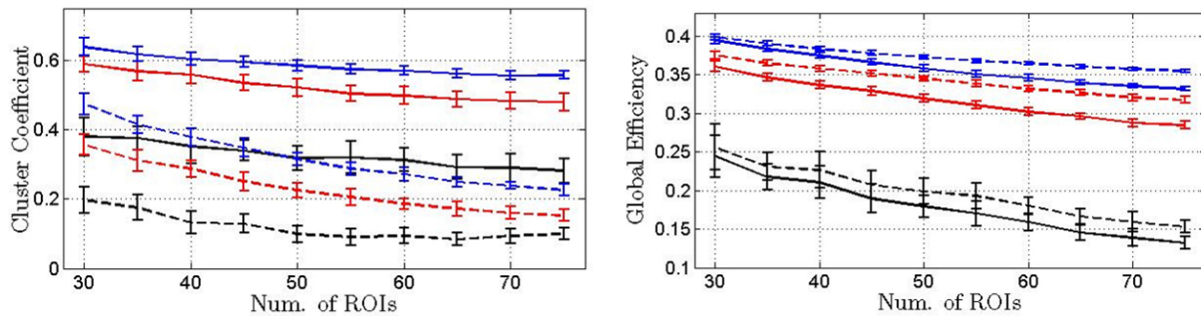 Cluster Coefficient
0.6
0.4
0.2
0
30 40 50 60 70
Num. of ROIs
Global Efficiency
0.4
0.35
0.3
0.25
0.2
0.15
0.1
30 40 50 60 70
Num. of ROIs